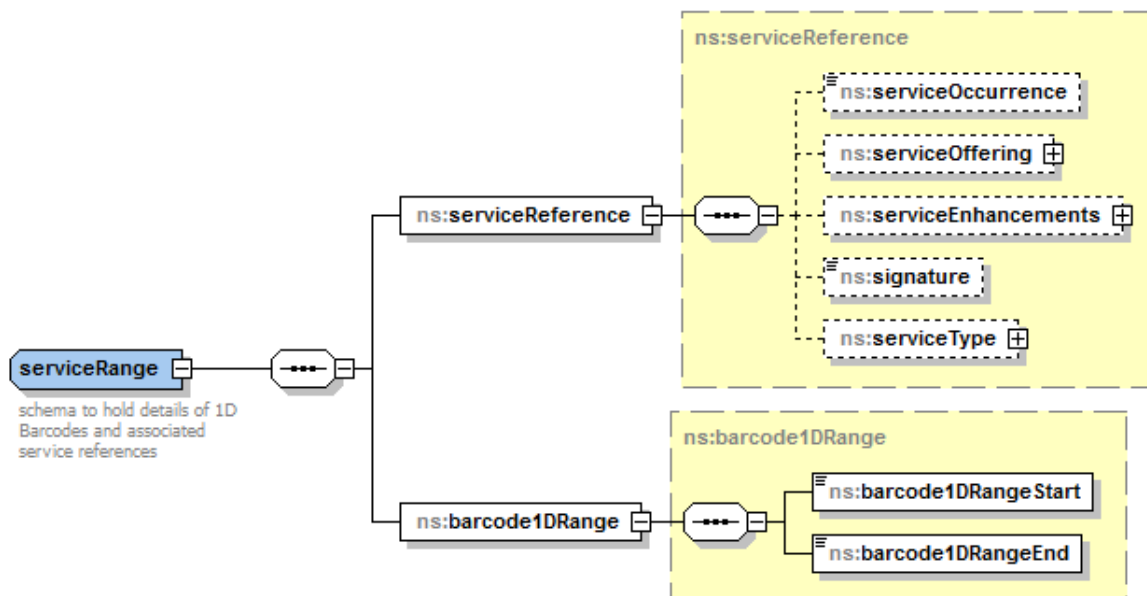 ns:serviceReference
ns:serviceOccurrence
ns:serviceOffering
ns:serviceEnhancements
ns:serviceReference
ns:signature
ns:serviceType
serviceRange
schema to hold details of 1D
Barcodes and associated
service references
ns:barcode1DRange
ns:barcode1DRangeStart
ns:barcode1DRange
ns:barcode1DRangeEnd